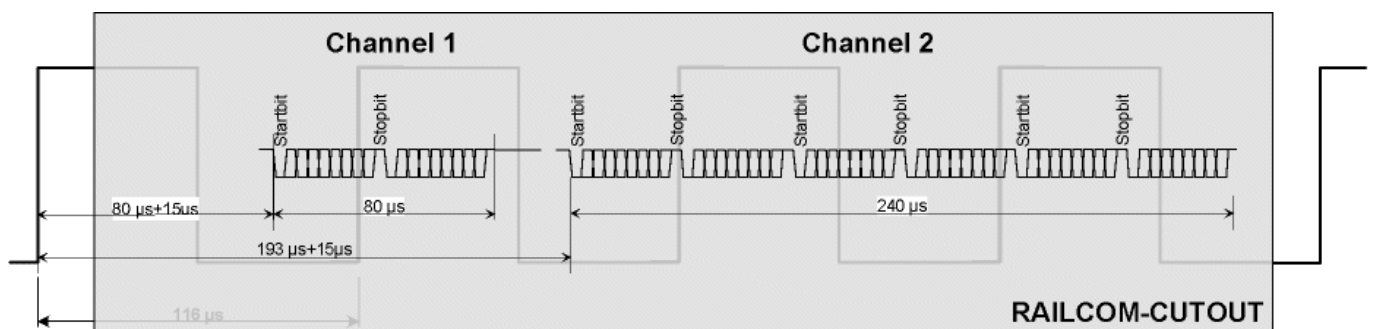 Channel 1
Channel 2
Startbit
Stopbit
Startbit
Stopbit
Startbit
Stopbit
Startbit
Stopbit
80 µs+15us
80 µs
240 µs
193 µs+15µs
116 µs
RAILCOM-CUTOUT